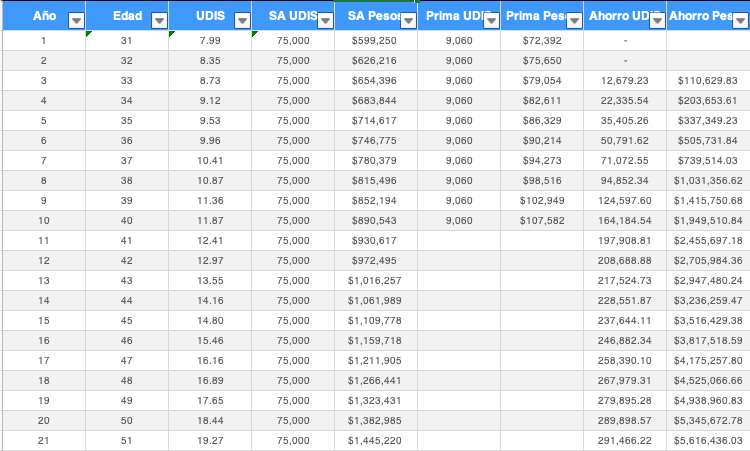 Año Edad UDIS SA UDIS SA Pesos Prima UDI Prima Pes Ahorro UDI Ahorro Pes
1 31 7.99 75,000 $599,250 9,060 $72,392 -
2 32 8.35 75,000 $626,216 9,060 $75,650 -
3 33 8.73 75,000 $654,396 9,060 $79,054 12,679.23 $110,629.83
4 34 9.12 75,000 $683,844 9,060 $82,611 22,335.54 $203,653.61
5 35 9.53 75,000 $714,617 9,060 $86,329 35,405.26 $337,349.23
6 36 9.96 75,000 $746,775 9,060 $90,214 50,791.62 $505,731.84
7 37 10.41 75,000 $780,379 9,060 $94,273 71,072.55 $739,514.03
8 38 10.87 75,000 $815,496 9,060 $98,516 94,852.34 $1,031,356.62
9 39 11.36 75,000 $852,194 9,060 $102,949 124,597.60 $1,415,750.68
10 40 11.87 75,000 $890,543 9,060 $107,582 164,184.54 $1,949,510.84
11 41 12.41 75,000 $930,617 197,908.81 $2,455,697.18
12 42 12.97 75,000 $972,495 208,688.88 $2,705,984.36
13 43 13.55 75,000 $1,016,257 217,524.73 $2,947,480.24
14 44 14.16 75,000 $1,061,989 228,551.87 $3,236,259.47
15 45 14.80 75,000 $1,109,778 237,644.11 $3,516,429.38
16 46 15.46 75,000 $1,159,718 246,882.34 $3,817,518.59
17 47 16.16 75,000 $1,211,905 258,390.10 $4,175,257.80
18 48 16.89 75,000 $1,266,441 267,979.31 $4,525,066.66
19 49 17.65 75,000 $1,323,431 279,895.28 $4,938,960.83
20 50 18.44 75,000 $1,382,985 289,898.57 $5,345,672.78
21 51 19.27 75,000 $1,445,220 291,466.22 $5,616,436.03